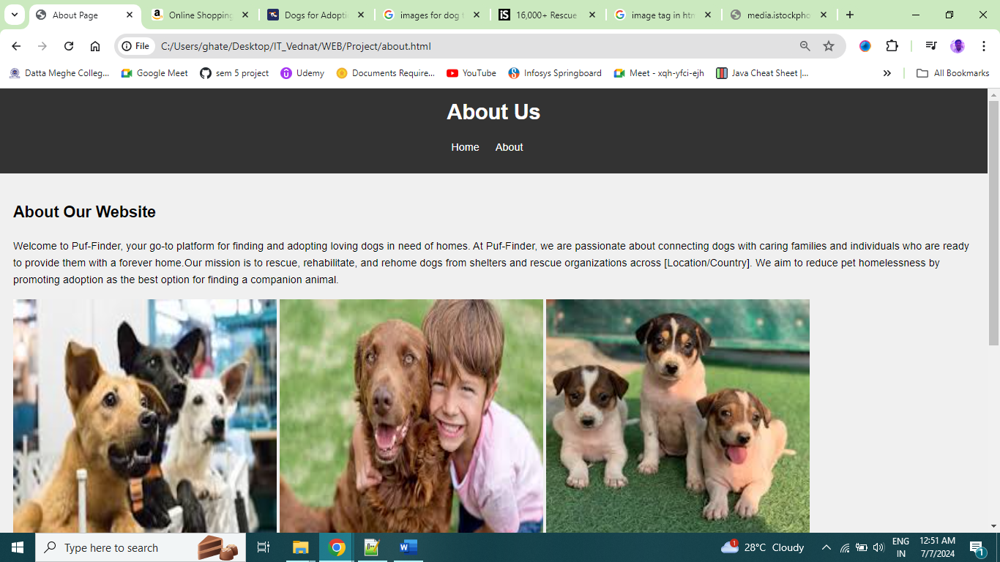 About Page
Online Shopping
Dogs for Adopti
images for dog
16,000+ Rescue
image tag in htm
media.istockpho
File
C:/Users/ghate/Desktop/IT_Vednat/WEB/Project/about.html
Datta Meghe Colleg...
Google Meet
sem 5 project
Udemy
Documents Require...
YouTube
Infosys Springboard
Meet - xqh-yfci-ejh
Java Cheat Sheet |...
All Bookmarks
About Us
Home About
About Our Website
Welcome to Puf-Finder, your go-to platform for finding and adopting loving dogs in need of homes. At Puf-Finder, we are passionate about connecting dogs with caring families and individuals who are ready
to provide them with a forever home.Our mission is to rescue, rehabilitate, and rehome dogs from shelters and rescue organizations across [Location/Country]. We aim to reduce pet homelessness by
promoting adoption as the best option for finding a companion animal.
Type here to search
28°C Cloudy
ENG
IN
12:51 AM
7/7/2024